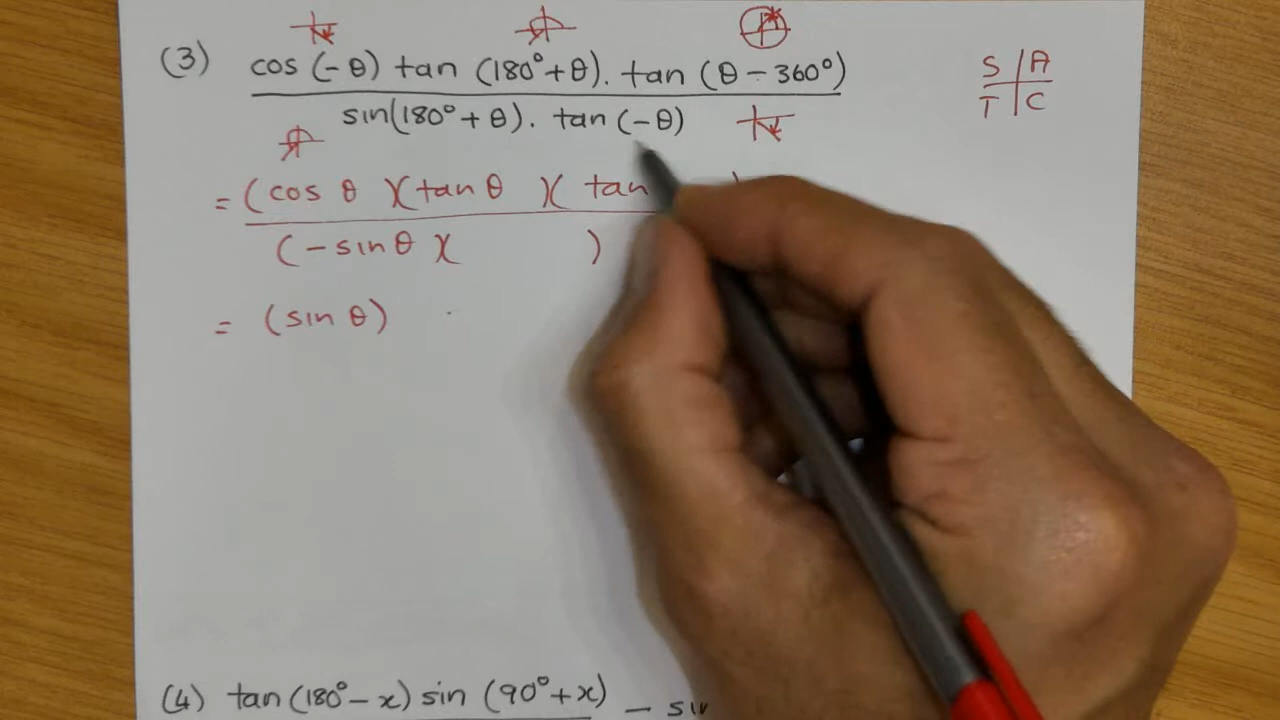 (3) cos (-θ) tan (180°+θ). tan (θ - 360°)
sin(180°+θ). tan (-θ)
S A
T C
= (cos θ )(tan θ )( tan )
(-sin θ )( )
= (sin θ)
(4) tan (180°-x) sin (90°+x) -